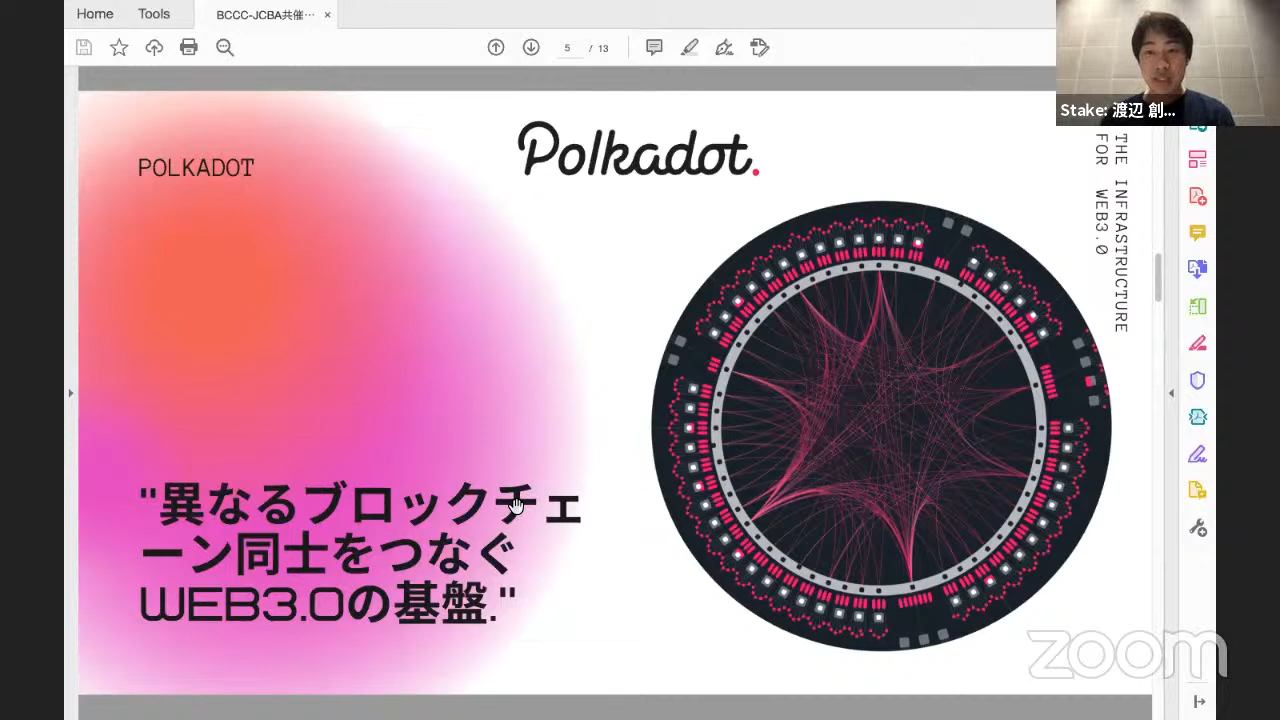 Home Tools BCCC-JCBA共催… ×
5 / 13
Stake: 渡辺 創...
POLKADOT
Polkadot.
THE INFRASTRUCTURE
FOR WEB3.0
"異なるブロックチェ
ーン同士をつなぐ
WEB3.0の基盤."
zoom